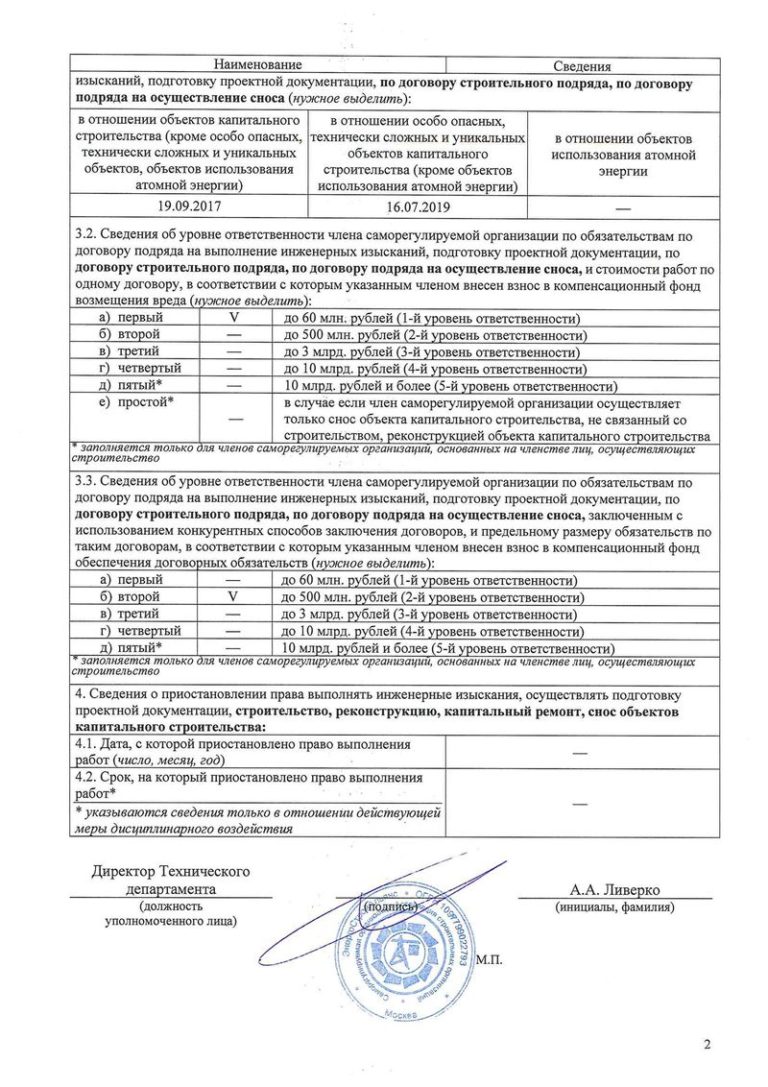 Наименование Сведения
изысканий, подготовку проектной документации, по договору строительного подряда, по договору
подряда на осуществление сноса (нужное выделить):
в отношении объектов капитального
строительства (кроме особо опасных,
технически сложных и уникальных
объектов, объектов использования
атомной энергии)
в отношении особо опасных,
технически сложных и уникальных
объектов капитального
строительства (кроме объектов
использования атомной энергии)
в отношении объектов
использования атомной
энергии
19.09.2017 16.07.2019 —
3.2. Сведения об уровне ответственности члена саморегулируемой организации по обязательствам по
договору подряда на выполнение инженерных изысканий, подготовку проектной документации, по
договору строительного подряда, по договору подряда на осуществление сноса, и стоимости работ по
одному договору, в соответствии с которым указанным членом внесен взнос в компенсационный фонд
возмещения вреда (нужное выделить):
а) первый V до 60 млн. рублей (1-й уровень ответственности)
б) второй — до 500 млн. рублей (2-й уровень ответственности)
в) третий — до 3 млрд. рублей (3-й уровень ответственности)
г) четвертый — до 10 млрд. рублей (4-й уровень ответственности)
д) пятый* — 10 млрд. рублей и более (5-й уровень ответственности)
е) простой* — в случае если член саморегулируемой организации осуществляет
только снос объекта капитального строительства, не связанный со
строительством, реконструкцией объекта капитального строительства
* заполняется только для членов саморегулируемых организаций, основанных на членстве лиц, осуществляющих
строительство
3.3. Сведения об уровне ответственности члена саморегулируемой организации по обязательствам по
договору подряда на выполнение инженерных изысканий, подготовку проектной документации, по
договору строительного подряда, по договору подряда на осуществление сноса, заключенным с
использованием конкурентных способов заключения договоров, и предельному размеру обязательств по
таким договорам, в соответствии с которым указанным членом внесен взнос в компенсационный фонд
обеспечения договорных обязательств (нужное выделить):
а) первый — до 60 млн. рублей (1-й уровень ответственности)
б) второй V до 500 млн. рублей (2-й уровень ответственности)
в) третий — до 3 млрд. рублей (3-й уровень ответственности)
г) четвертый — до 10 млрд. рублей (4-й уровень ответственности)
д) пятый* — 10 млрд. рублей и более (5-й уровень ответственности)
* заполняется только для членов саморегулируемых организаций, основанных на членстве лиц, осуществляющих
строительство
4. Сведения о приостановлении права выполнять инженерные изыскания, осуществлять подготовку
проектной документации, строительство, реконструкцию, капитальный ремонт, снос объектов
капитального строительства:
4.1. Дата, с которой приостановлено право выполнения
работ (число, месяц, год) —
4.2. Срок, на который приостановлено право выполнения
работ* —
* указываются сведения только в отношении действующей
меры дисциплинарного воздействия
Директор Технического
департамента
(должность
уполномоченного лица)
(подпись)
А.А. Ливерко
(инициалы, фамилия)
ОГРН 1097799022793
Москва
М.П.
2